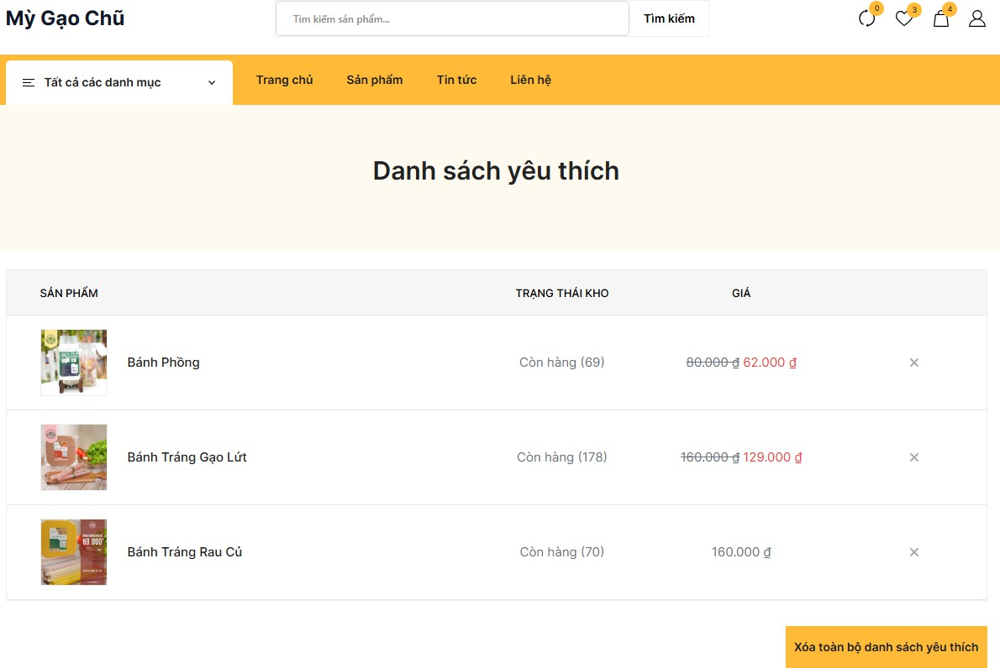 Mỳ Gạo Chũ
Tìm kiếm sản phẩm...
Tìm kiếm
0
3
4
Tất cả các danh mục
Trang chủ
Sản phẩm
Tin tức
Liên hệ
Danh sách yêu thích
SẢN PHẨM
TRẠNG THÁI KHO
GIÁ
Bánh Phồng
Còn hàng (69)
80.000 ₫ 62.000 ₫
Bánh Tráng Gạo Lứt
Còn hàng (178)
160.000 ₫ 129.000 ₫
69.000
Bánh Tráng Rau Củ
Còn hàng (70)
160.000 ₫
Xóa toàn bộ danh sách yêu thích